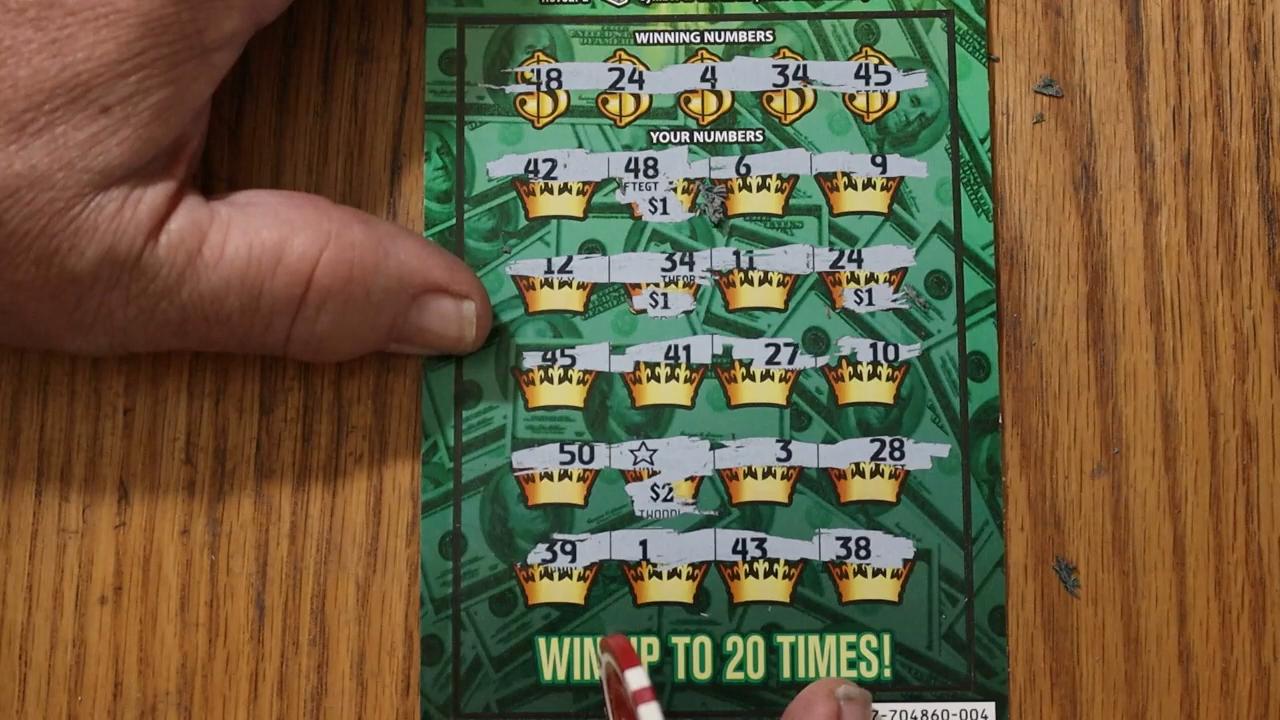 WINNING NUMBERS
48 24 4 34 45
YOUR NUMBERS
42 48 6 9
FTEGT
$1
12 34 11 24
$1 $1
45 41 27 10
50 ☆ 3 28
$2
39 1 43 38
WIN UP TO 20 TIMES!
7-704860-004